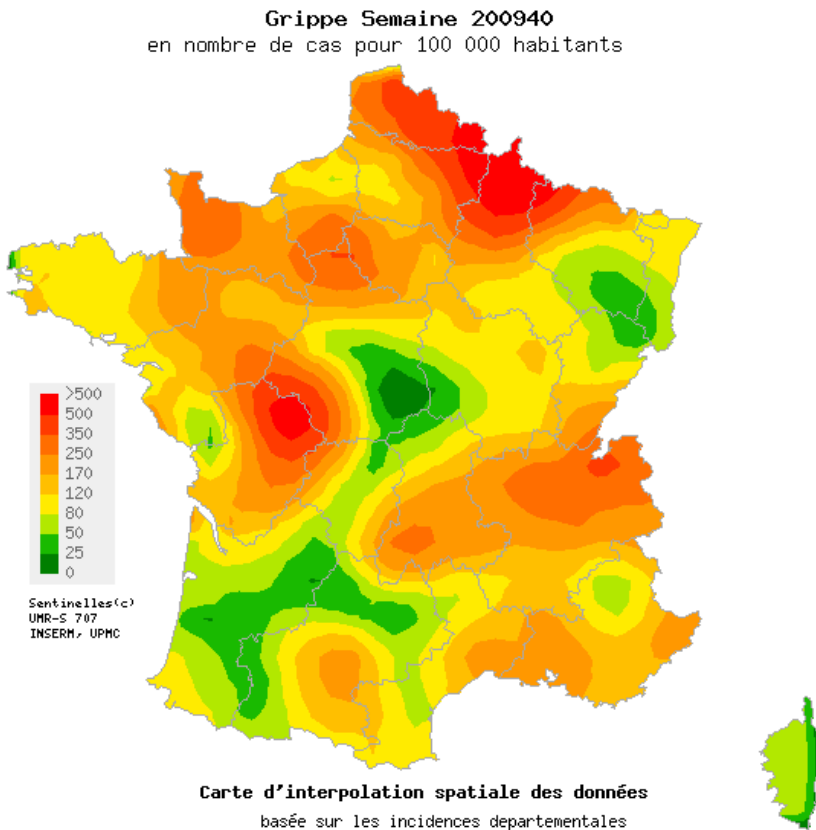 Grippe Semaine 200940
en nombre de cas pour 100 000 habitants
>500
500
350
250
170
120
80
50
25
0
Sentinelles(c)
UMR-S 707
INSERM, UPMC
Carte d'interpolation spatiale des données
basée sur les incidences departementales